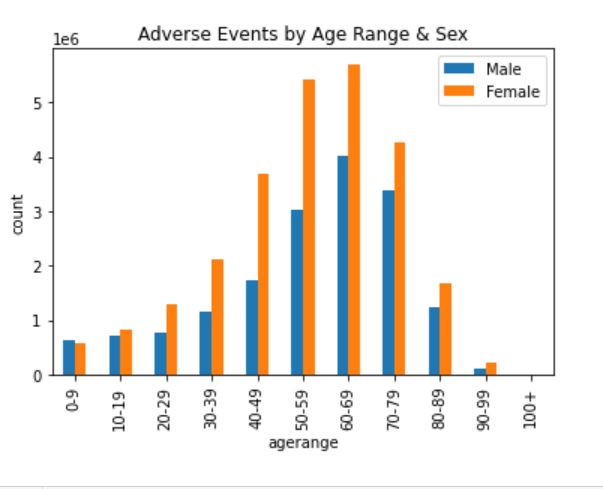 Adverse Events by Age Range & Sex
1e6
Male
Female
5
4
3
2
1
0
count
0-9
10-19
20-29
30-39
40-49
50-59
60-69
70-79
80-89
90-99
100+
agerange